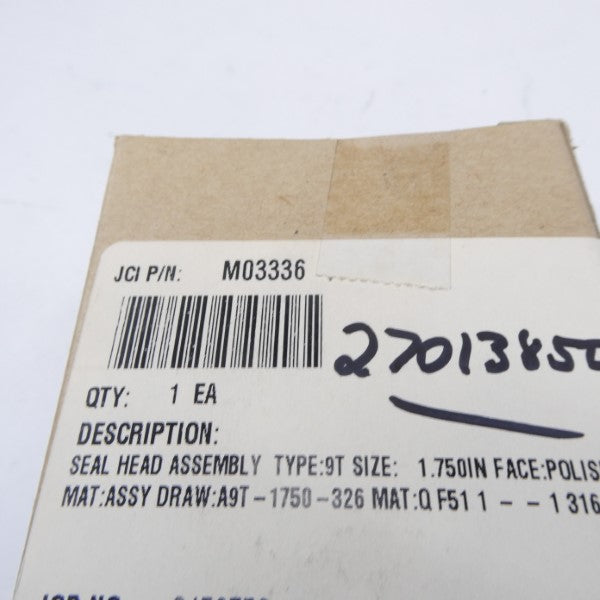 JCI P/N: M03336
27013850
QTY: 1 EA
DESCRIPTION:
SEAL HEAD ASSEMBLY TYPE:9T SIZE: 1.750IN FACE:POLIS
MAT:ASSY DRAW:A9T-1750-326 MAT:Q F51 1 - - 1 316